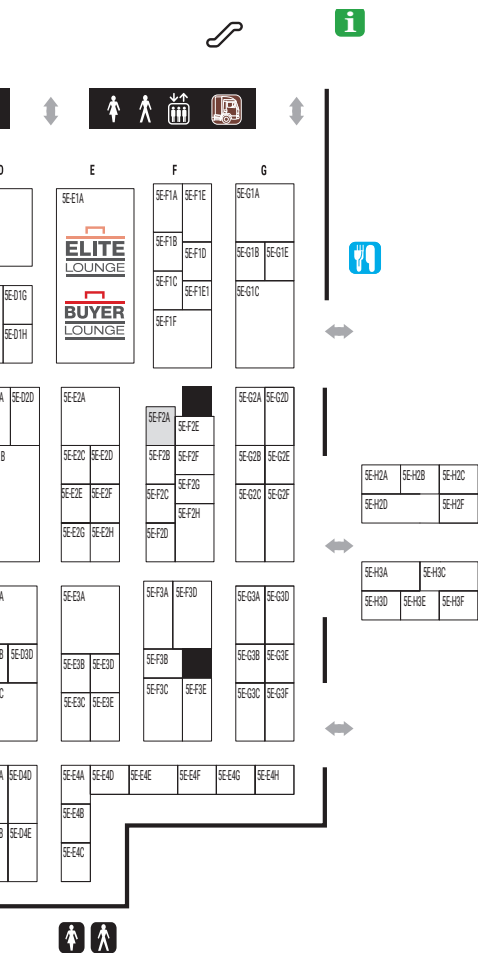 i
D E F G
5E-E1A
ELITE
LOUNGE
BUYER
LOUNGE
5E-F1A 5E-F1E
5E-F1B
5E-F1D
5E-F1C
5E-F1E1
5E-F1F
5E-G1A
5E-G1B 5E-G1E
5E-G1C
5E-D1G
5E-D1H
A 5E-D2D
B
5E-E2A
5E-E2C 5E-E2D
5E-E2E 5E-E2F
5E-E2G 5E-E2H
5E-F2A
5E-F2E
5E-F2B 5E-F2F
5E-F2G
5E-F2C
5E-F2H
5E-F2D
5E-G2A 5E-G2D
5E-G2B 5E-G2E
5E-G2C 5E-G2F
5E-H2A 5E-H2B 5E-H2C
5E-H2D 5E-H2F
5E-H3A 5E-H3C
5E-H3D 5E-H3E 5E-H3F
A
B 5E-D3D
C
5E-E3A
5E-E3B 5E-E3D
5E-E3C 5E-E3E
5E-F3A 5E-F3D
5E-F3B
5E-F3C 5E-F3E
5E-G3A 5E-G3D
5E-G3B 5E-G3E
5E-G3C 5E-G3F
A 5E-D4D
B 5E-D4E
5E-E4A 5E-E4D 5E-E4E 5E-E4F 5E-E4G 5E-E4H
5E-E4B
5E-E4C